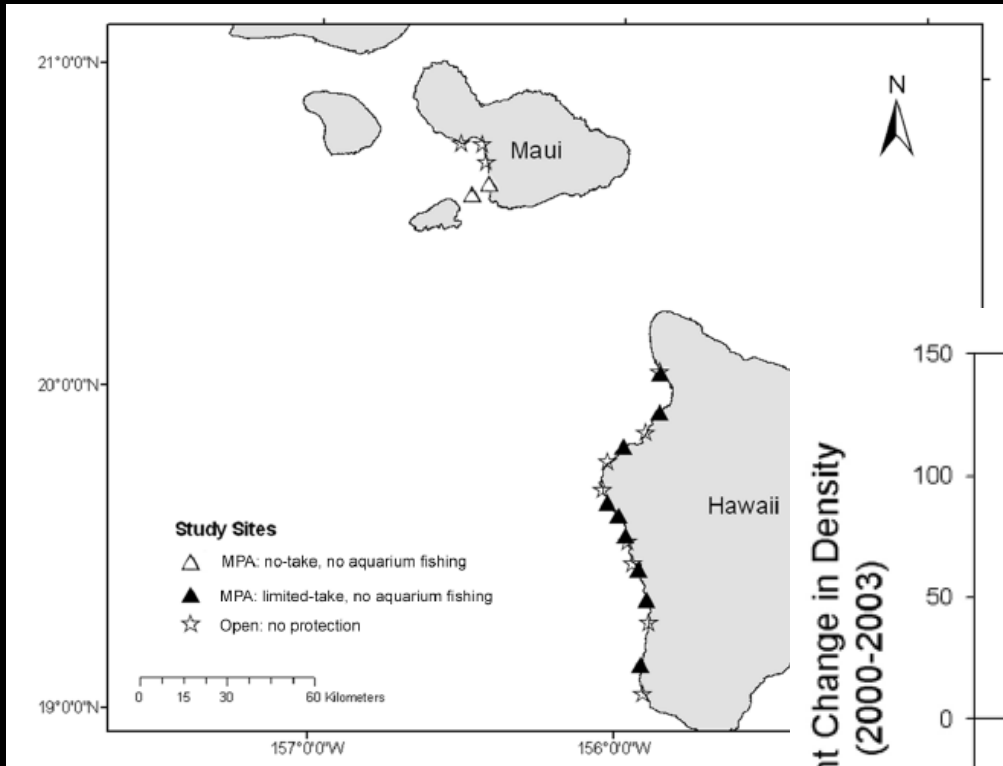 21°0'0"N
N
Maui
20°0'0"N
Hawaii
Study Sites
MPA: no-take, no aquarium fishing
MPA: limited-take, no aquarium fishing
Open: no protection
0 15 30 60 Kilometers
19°0'0"N
157°0'0"W
156°0'0"W
150
100
50
0
Change in Density
(2000-2003)